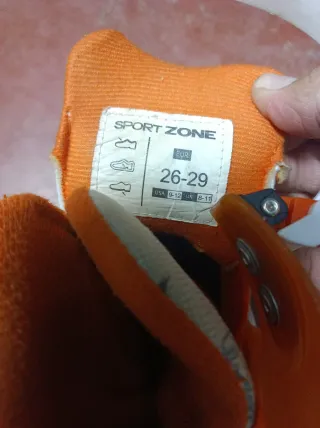 SPORT ZONE
EUR
26-29
USA 9-12 UK 8-11